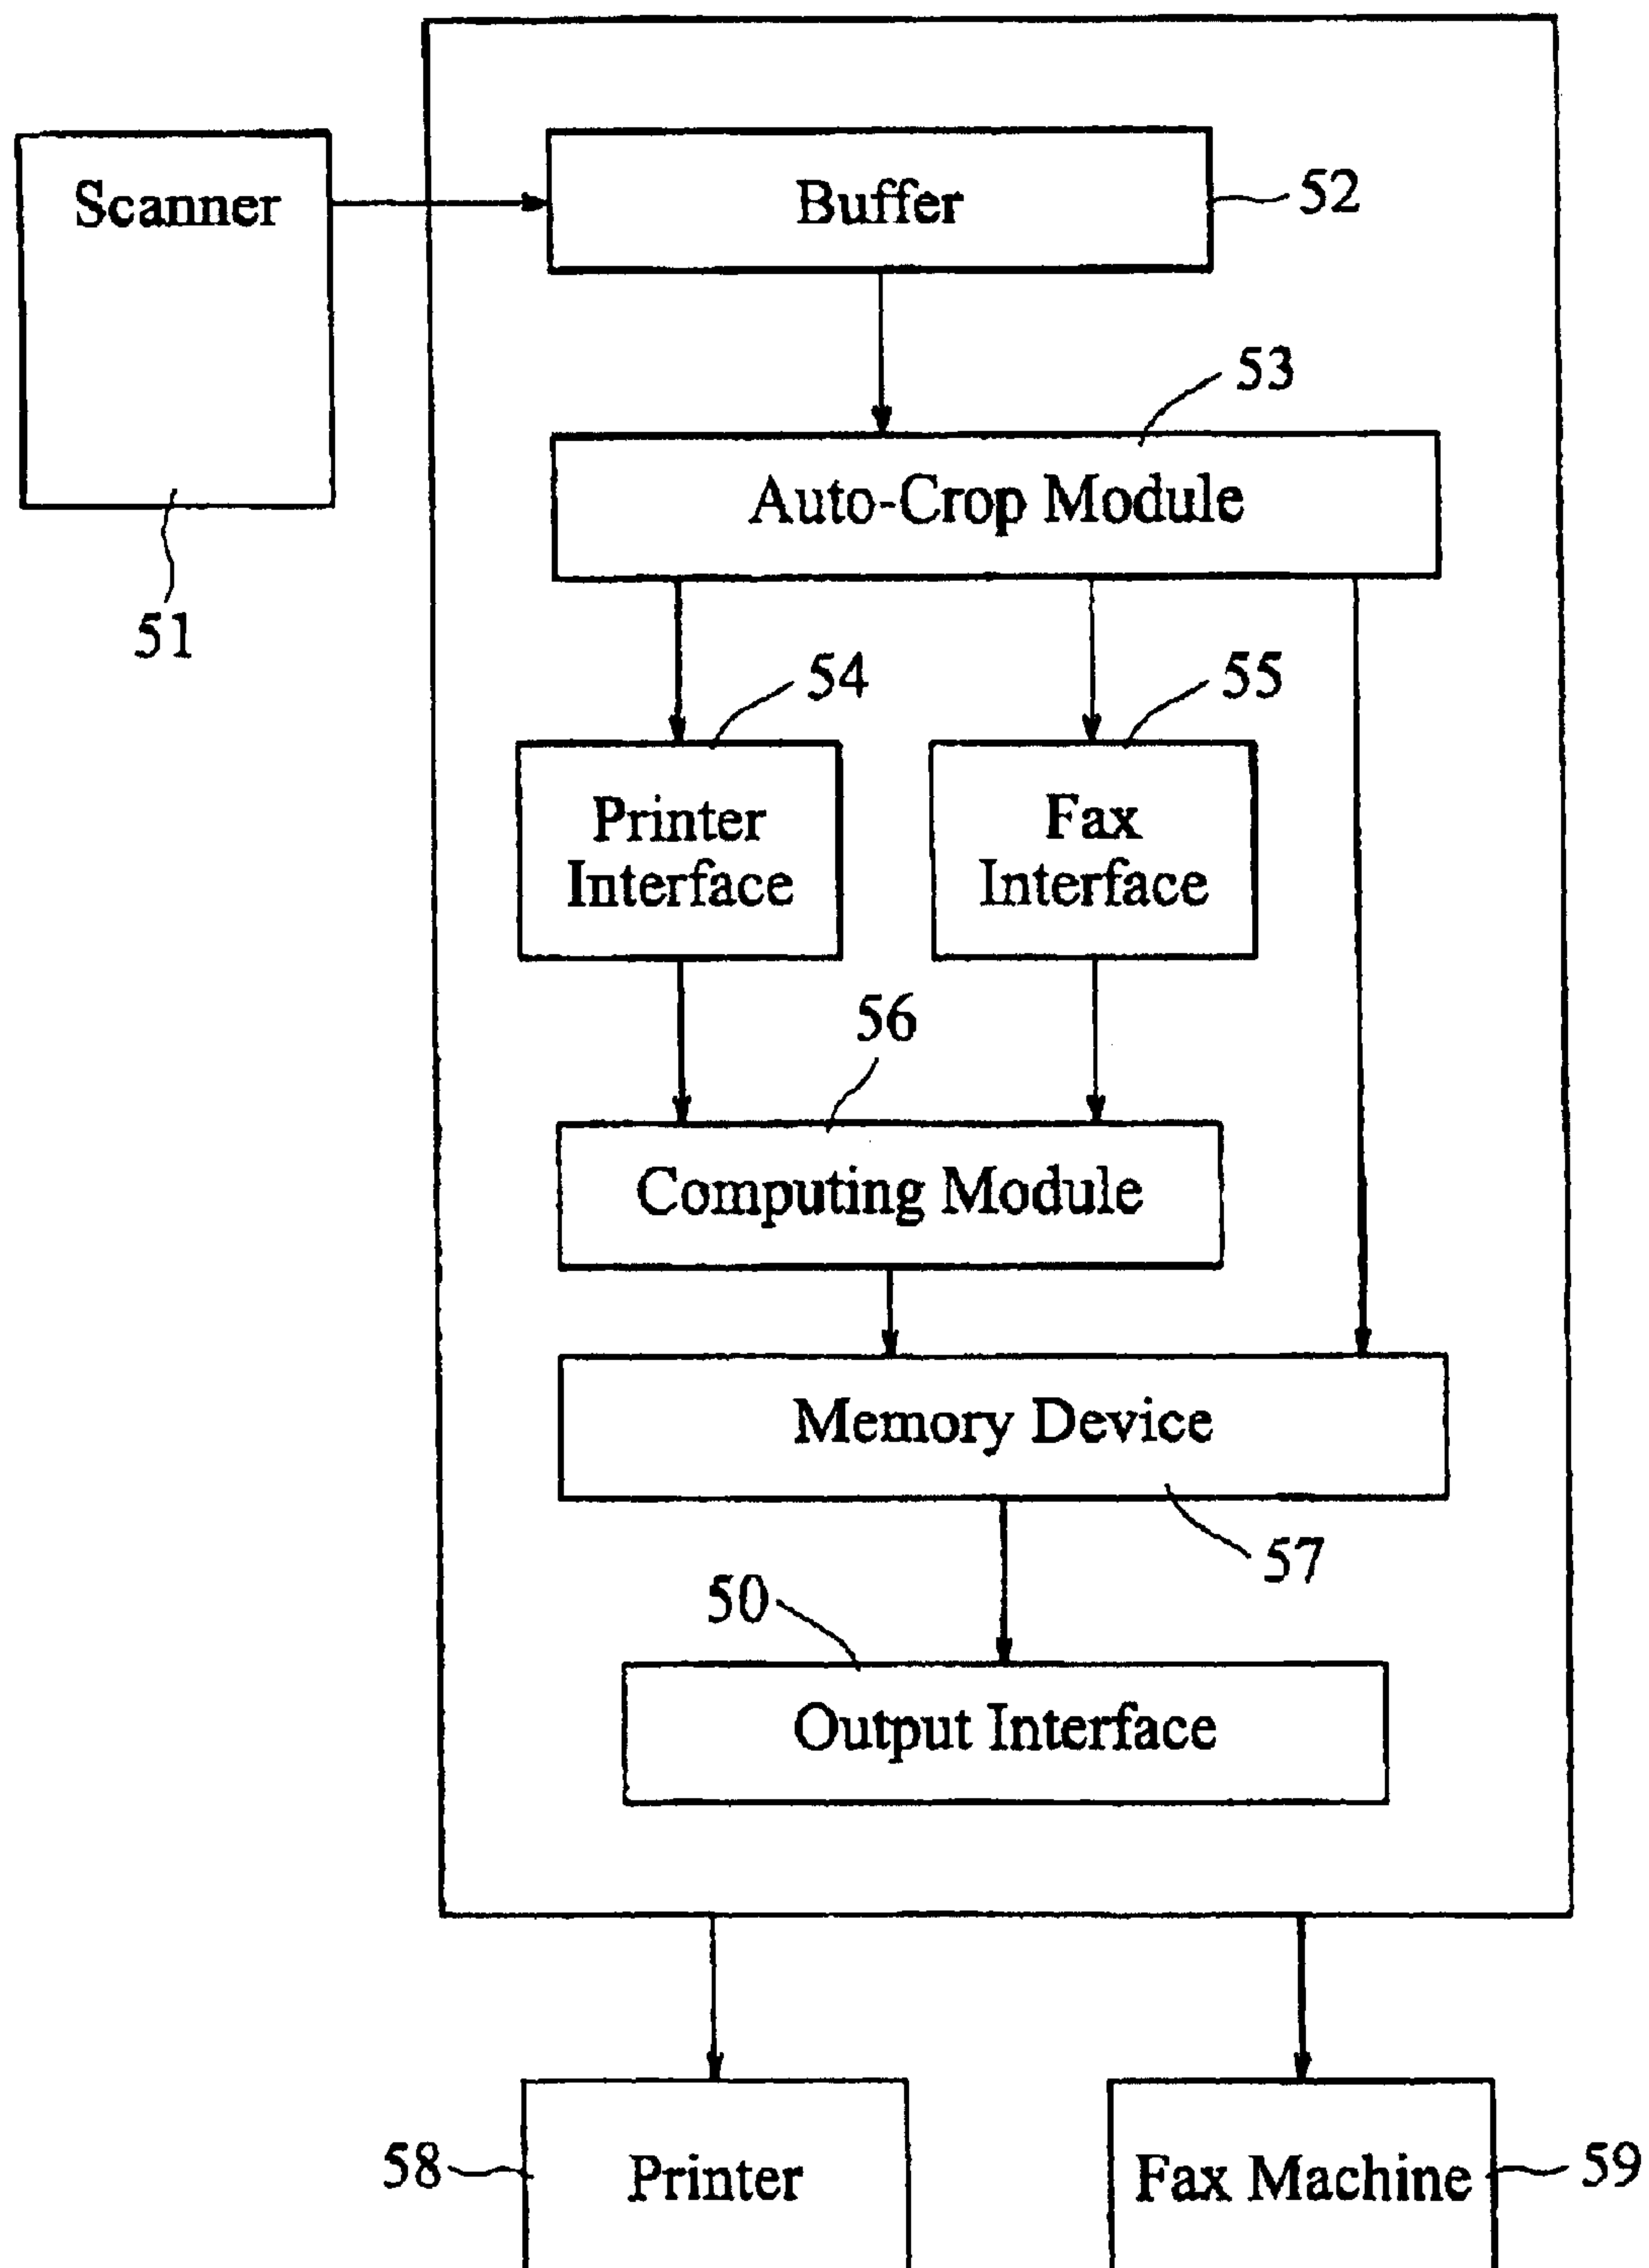 Scanner
Buffer
52
53
Auto-Crop Module
51
54
55
Printer
Interface
Fax
Interface
56
Computing Module
Memory Device
57
50
Output Interface
58
Printer
Fax Machine
59